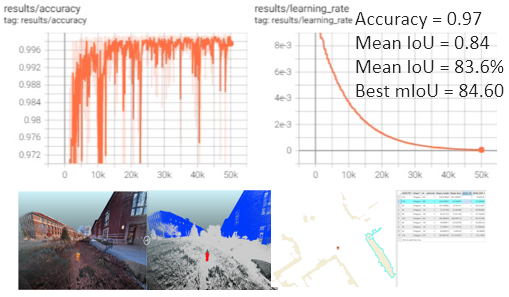 results/accuracy
tag: results/accuracy
0.996
0.992
0.988
0.984
0.98
0.976
0.972
0 10k 20k 30k 40k 50k
results/learning_rate
tag: results/learning_rate
8e-3
6e-3
4e-3
2e-3
0
0 10k 20k 30k 40k 50k
Accuracy = 0.97
Mean IoU = 0.84
Mean IoU = 83.6%
Best mIoU = 84.60